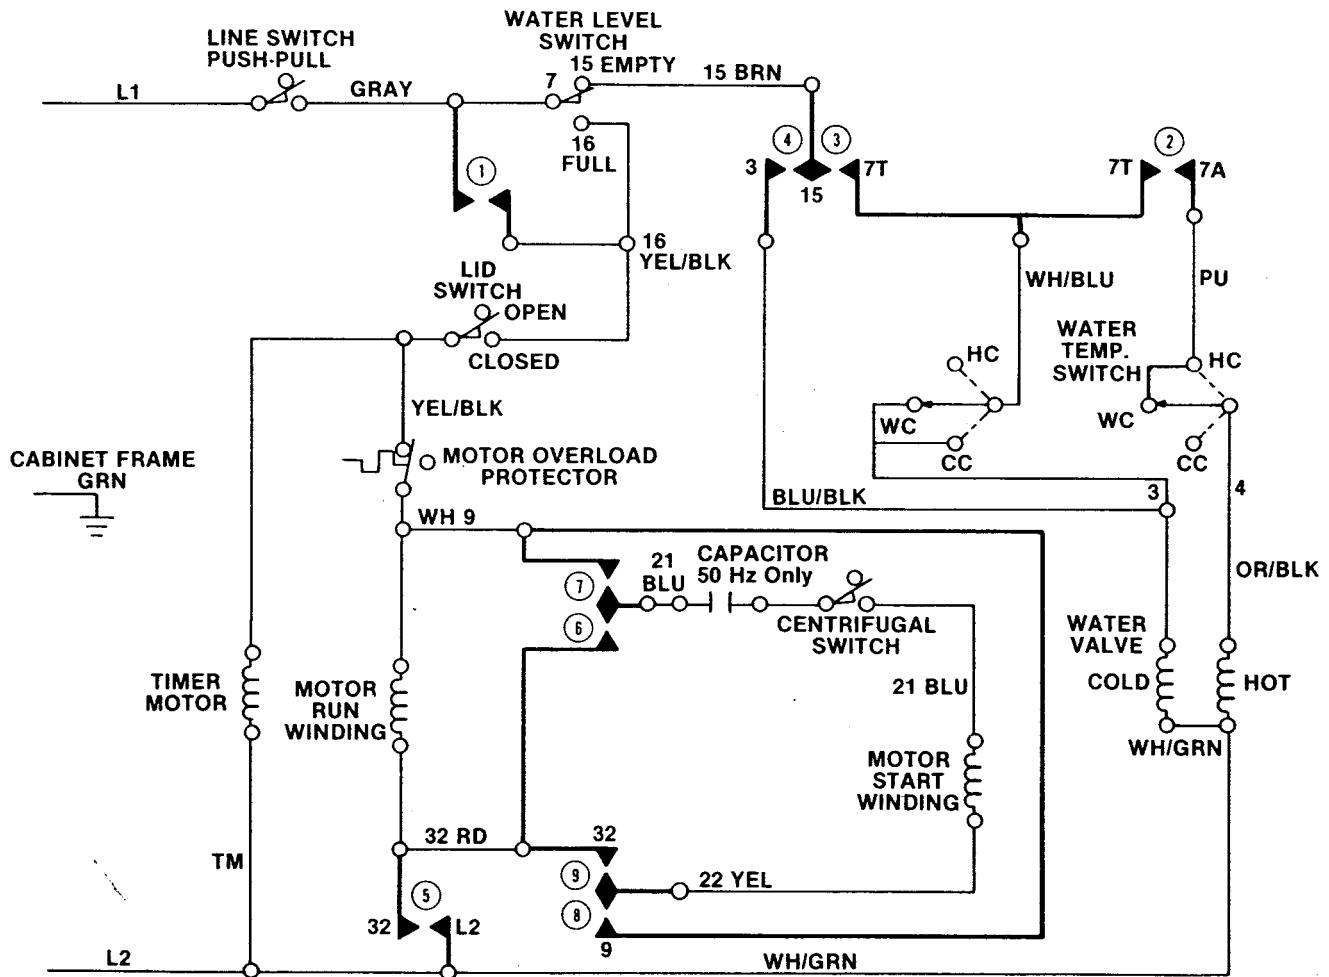 WATER LEVEL
SWITCH
LINE SWITCH
PUSH-PULL
15 EMPTY
15 BRN
7
L1
GRAY
16
FULL
1
4
3
2
3
7T
15
7T
7A
16
YEL/BLK
LID
SWITCH
OPEN
CLOSED
WH/BLU
PU
WATER
TEMP.
SWITCH
HC
HC
WC
WC
CC
CC
YEL/BLK
MOTOR OVERLOAD
PROTECTOR
CABINET FRAME
GRN
BLU/BLK
3
4
WH 9
21
BLU
CAPACITOR
50 Hz Only
7
6
CENTRIFUGAL
SWITCH
OR/BLK
WATER
VALVE
COLD
HOT
TIMER
MOTOR
MOTOR
RUN
WINDING
21 BLU
WH/GRN
MOTOR
START
WINDING
32 RD
32
TM
9
22 YEL
5
8
32
L2
9
L2
WH/GRN